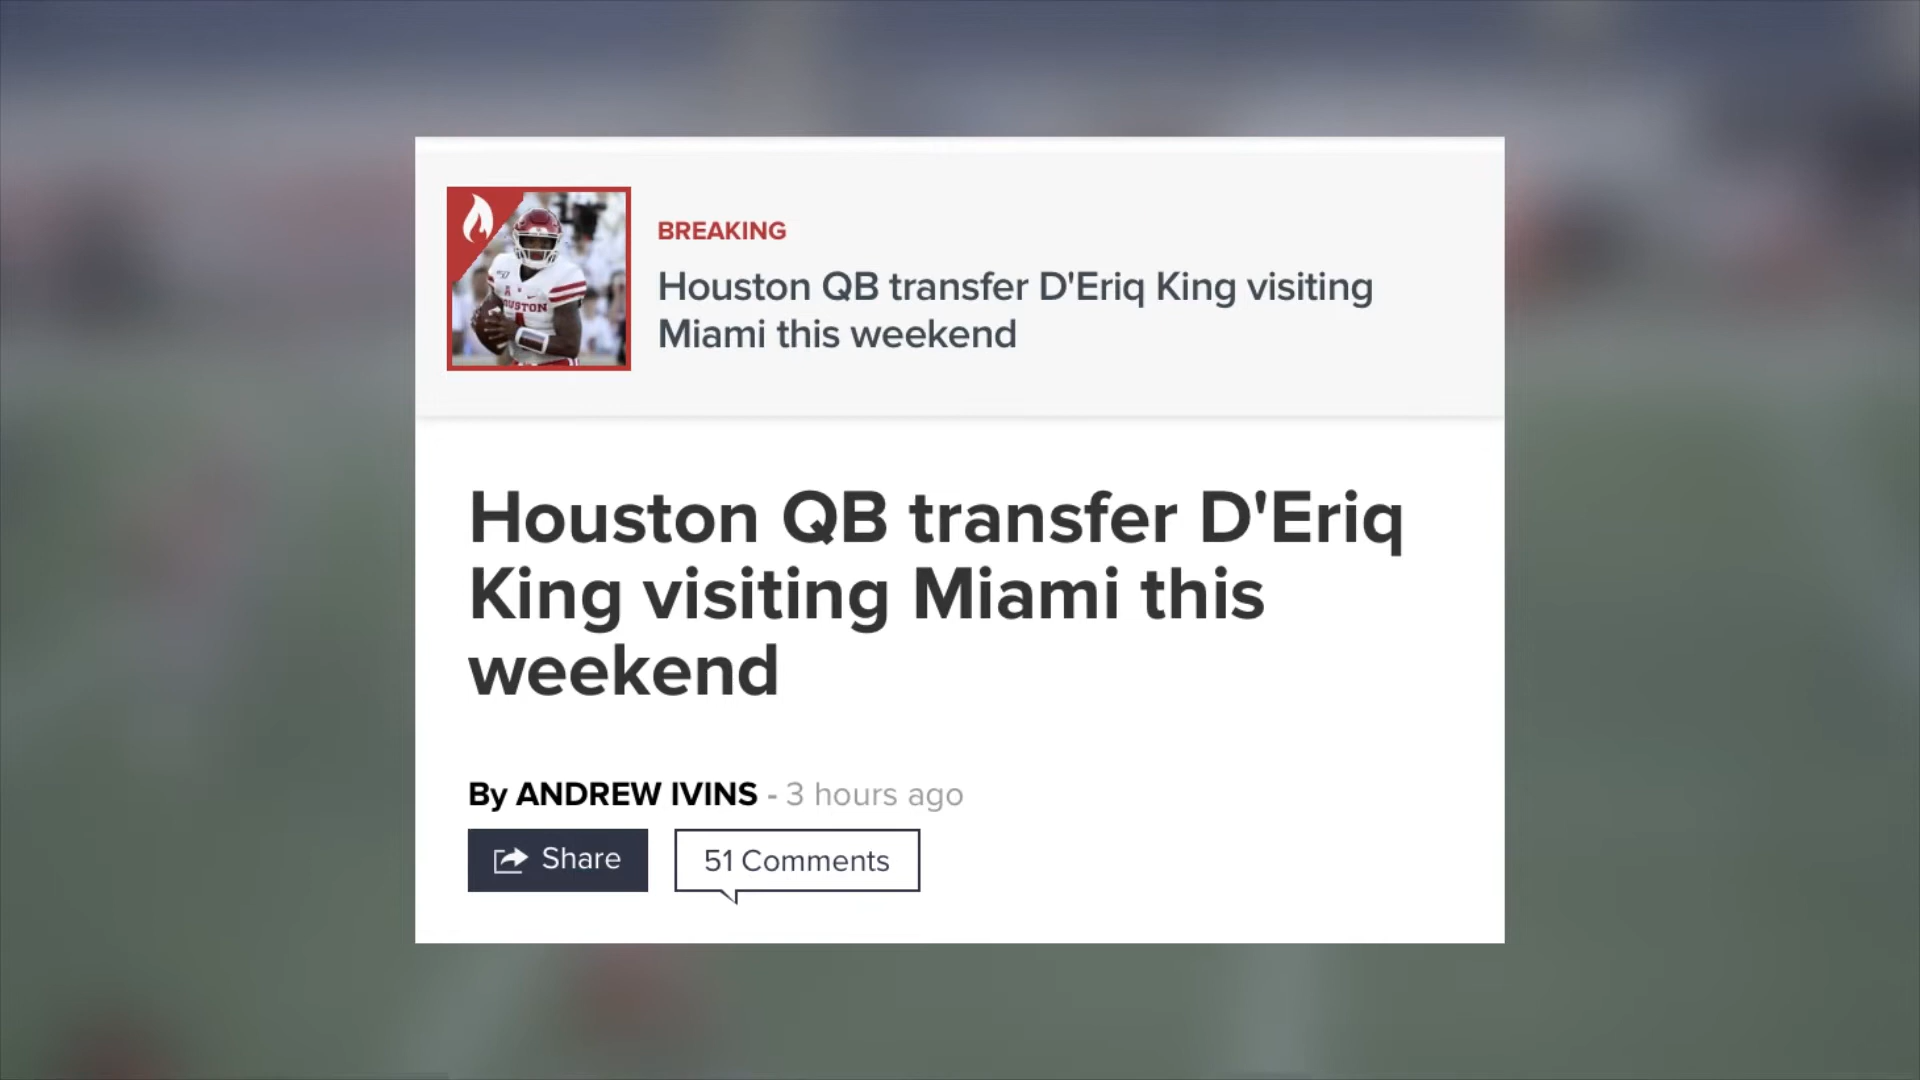 BREAKING
Houston QB transfer D'Eriq King visiting
Miami this weekend
HOUSTON
Houston QB transfer D'Eriq
King visiting Miami this
weekend
By ANDREW IVINS - 3 hours ago
Share
51 Comments